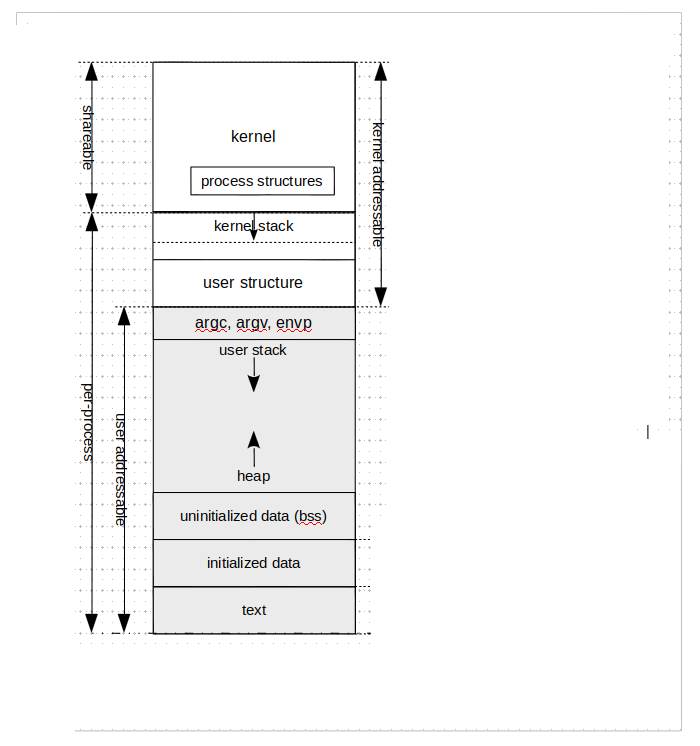 shareable
kernel
process structures
kernel addressable
kernel stack
user structure
argc, argv, envp
user stack
per-process
user addressable
heap
uninitialized data (bss)
initialized data
text